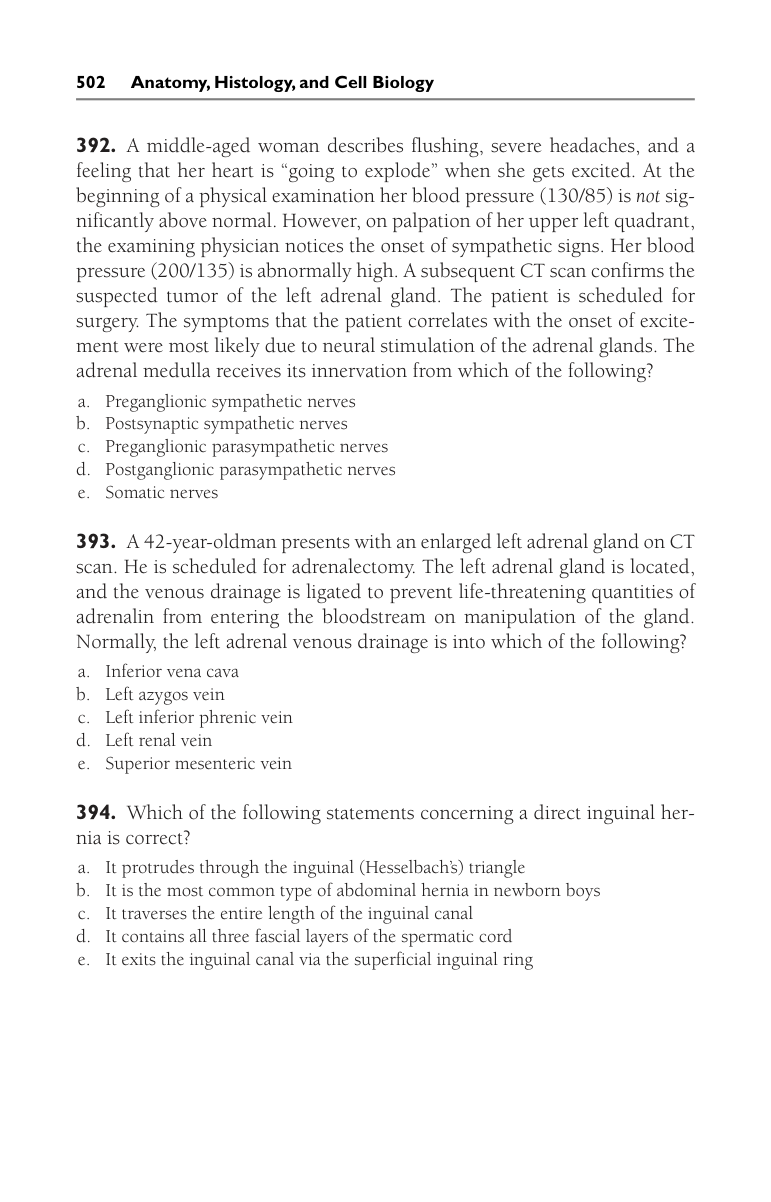 502 Anatomy, Histology, and Cell Biology
392. A middle-aged woman describes flushing, severe headaches, and a
feeling that her heart is “going to explode” when she gets excited. At the
beginning of a physical examination her blood pressure (130/85) is not sig-
nificantly above normal. However, on palpation of her upper left quadrant,
the examining physician notices the onset of sympathetic signs. Her blood
pressure (200/135) is abnormally high. A subsequent CT scan confirms the
suspected tumor of the left adrenal gland. The patient is scheduled for
surgery. The symptoms that the patient correlates with the onset of excite-
ment were most likely due to neural stimulation of the adrenal glands. The
adrenal medulla receives its innervation from which of the following?
a. Preganglionic sympathetic nerves
b. Postsynaptic sympathetic nerves
c. Preganglionic parasympathetic nerves
d. Postganglionic parasympathetic nerves
e. Somatic nerves
393. A 42-year-oldman presents with an enlarged left adrenal gland on CT
scan. He is scheduled for adrenalectomy. The left adrenal gland is located,
and the venous drainage is ligated to prevent life-threatening quantities of
adrenalin from entering the bloodstream on manipulation of the gland.
Normally, the left adrenal venous drainage is into which of the following?
a. Inferior vena cava
b. Left azygos vein
c. Left inferior phrenic vein
d. Left renal vein
e. Superior mesenteric vein
394. Which of the following statements concerning a direct inguinal her-
nia is correct?
a. It protrudes through the inguinal (Hesselbach’s) triangle
b. It is the most common type of abdominal hernia in newborn boys
c. It traverses the entire length of the inguinal canal
d. It contains all three fascial layers of the spermatic cord
e. It exits the inguinal canal via the superficial inguinal ring